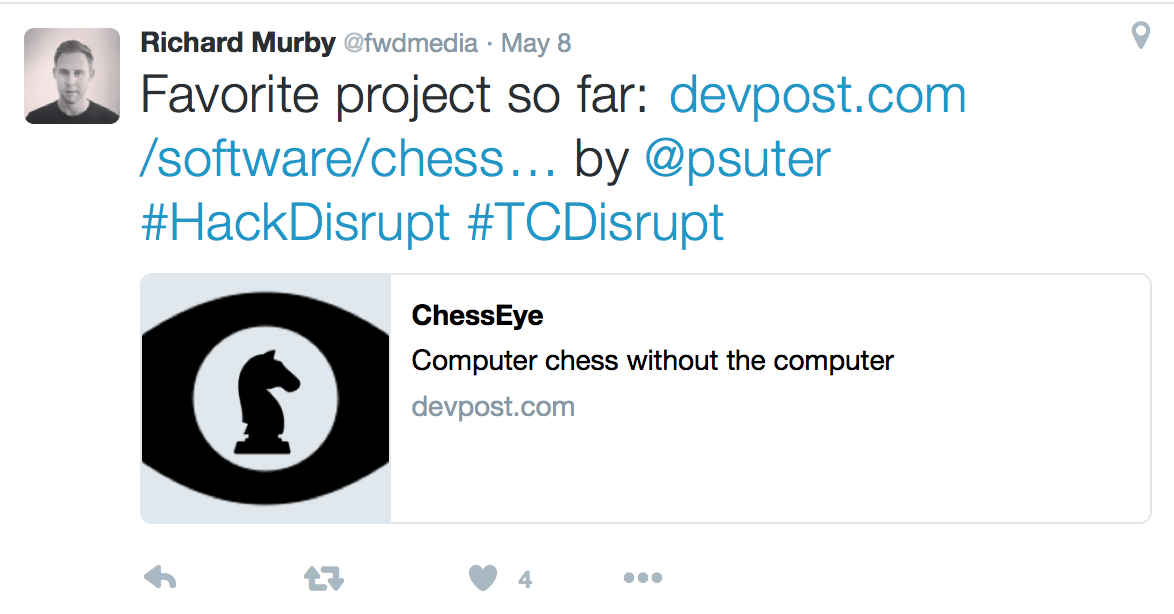 Richard Murby @fwdmedia · May 8
Favorite project so far: devpost.com
/software/chess… by @psuter
#HackDisrupt #TCDisrupt
ChessEye
Computer chess without the computer
devpost.com
4